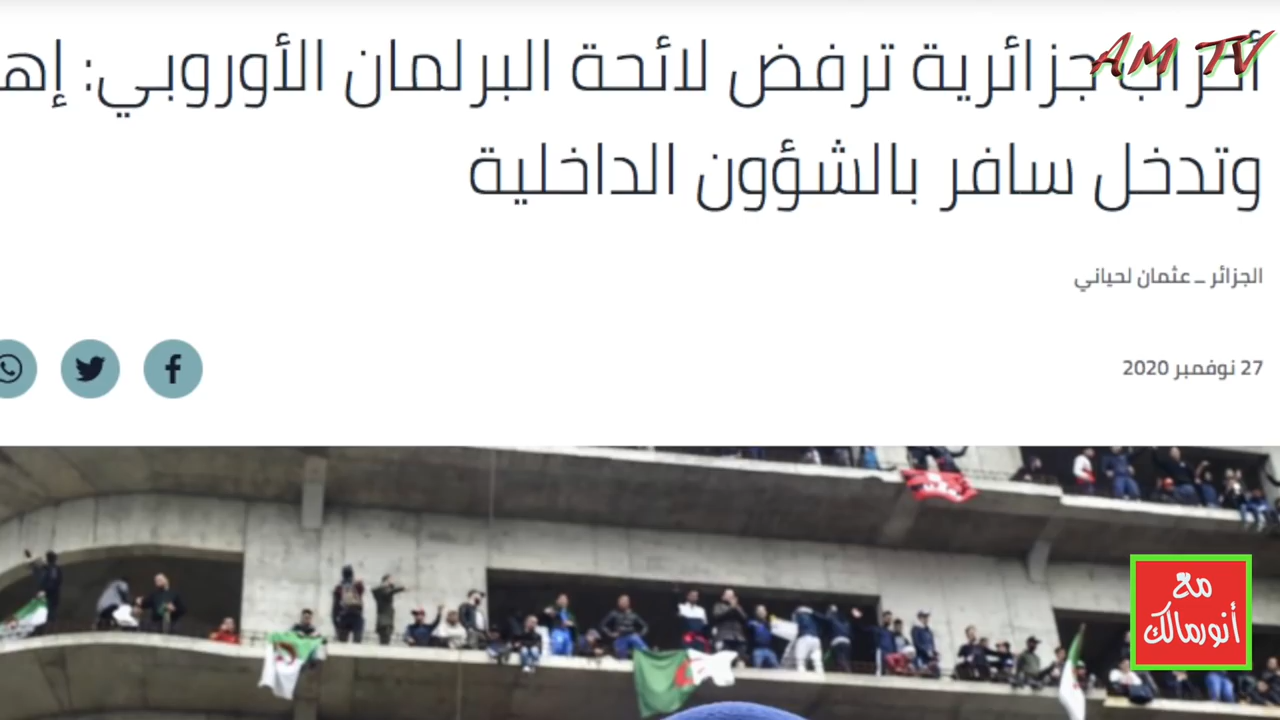 AM TV
أحزاب جزائرية ترفض لائحة البرلمان الأوروبي: إه
وتدخل سافر بالشؤون الداخلية
الجزائر ـ عثمان لحياني
27 نوفمبر 2020
مع
أنورمالك